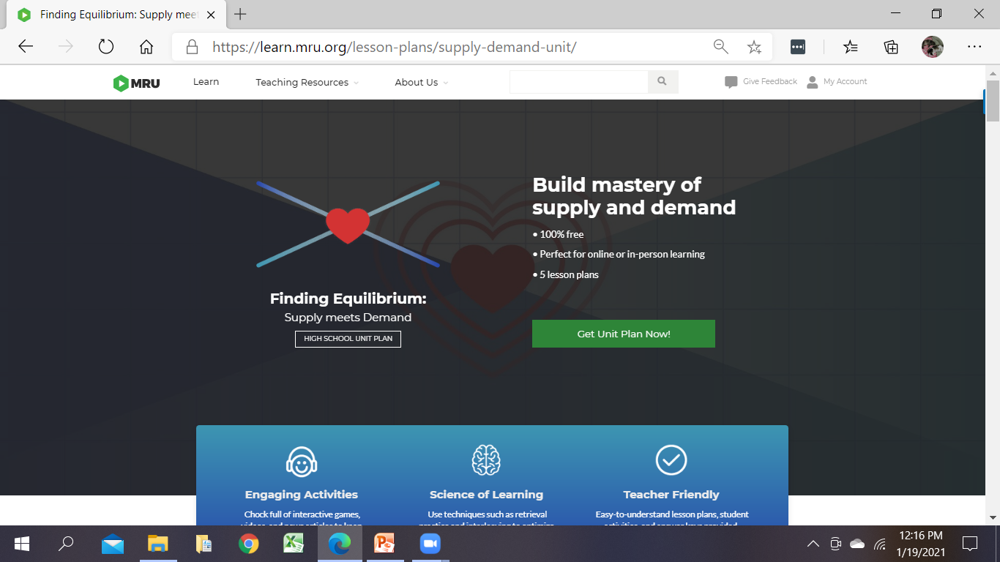 Finding Equilibrium: Supply meet
https://learn.mru.org/lesson-plans/supply-demand-unit/
MRU Learn Teaching Resources About Us Give Feedback My Account
Build mastery of
supply and demand
• 100% free
• Perfect for online or in-person learning
• 5 lesson plans
Get Unit Plan Now!
Finding Equilibrium:
Supply meets Demand
HIGH SCHOOL UNIT PLAN
Engaging Activities
Chock full of interactive games,
Science of Learning
Use techniques such as retrieval
Teacher Friendly
Easy-to-understand lesson plans, student
12:16 PM
1/19/2021